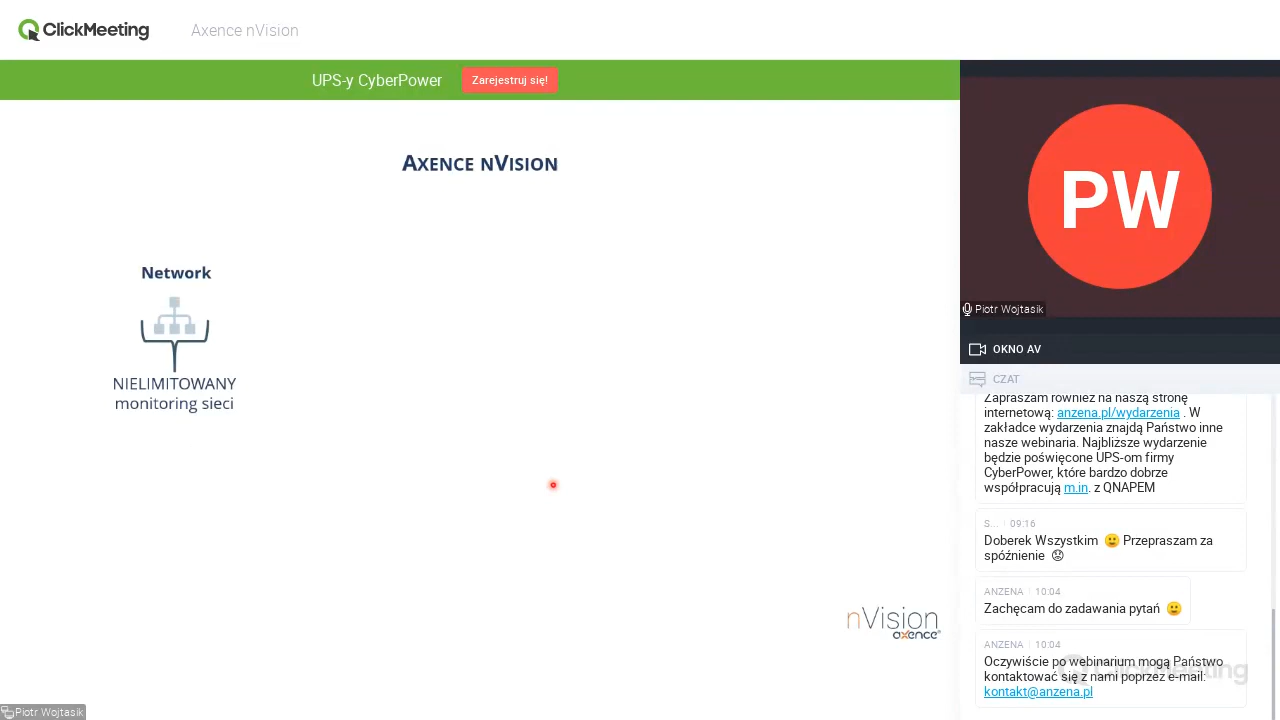 ClickMeeting
Axence nVision
UPS-y CyberPower
Zarejestruj się!
AXENCE NVISION
Network
NIELIMITOWANY
monitoring sieci
nVision
axence®
Piotr Wojtasik
PW
Piotr Wojtasik
OKNO AV
CZAT
Zapraszam również na naszą stronę
internetową: anzena.pl/wydarzenia . W
zakładce wydarzenia znajdą Państwo inne
nasze webinaria. Najbliższe wydarzenie
będzie poświęcone UPS-om firmy
CyberPower, które bardzo dobrze
współpracują m.in. z QNAPEM
S... 09:16
Doberek Wszystkim 🙂 Przepraszam za
spóźnienie 😟
ANZENA 10:04
Zachęcam do zadawania pytań 🙂
ANZENA 10:04
Oczywiście po webinarium mogą Państwo
kontaktować się z nami poprzez e-mail:
kontakt@anzena.pl
ClickMeeting